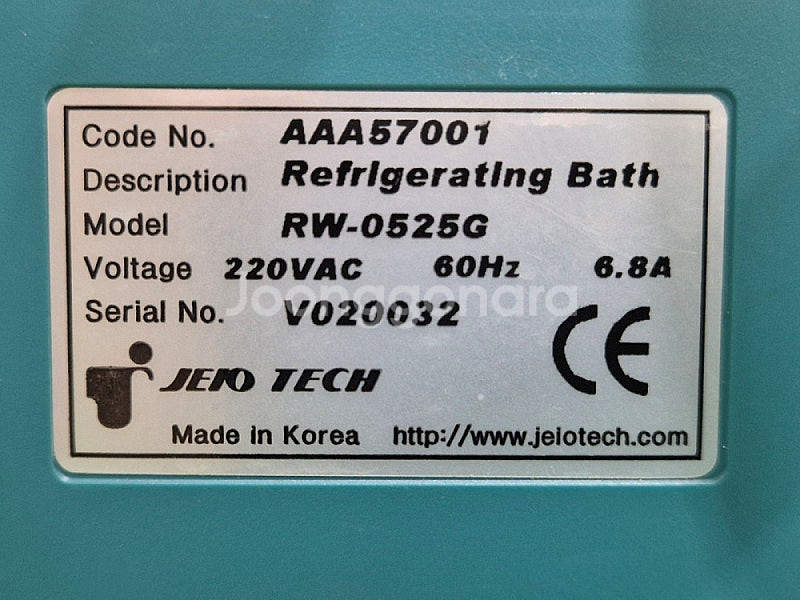 Code No. AAA57001
Description Refrigerating Bath
Model RW-0525G
Voltage 220VAC 60Hz 6.8A
Joonggonara
Serial No. V020032
CE
JEIO TECH
Made in Korea http://www.jeiotech.com